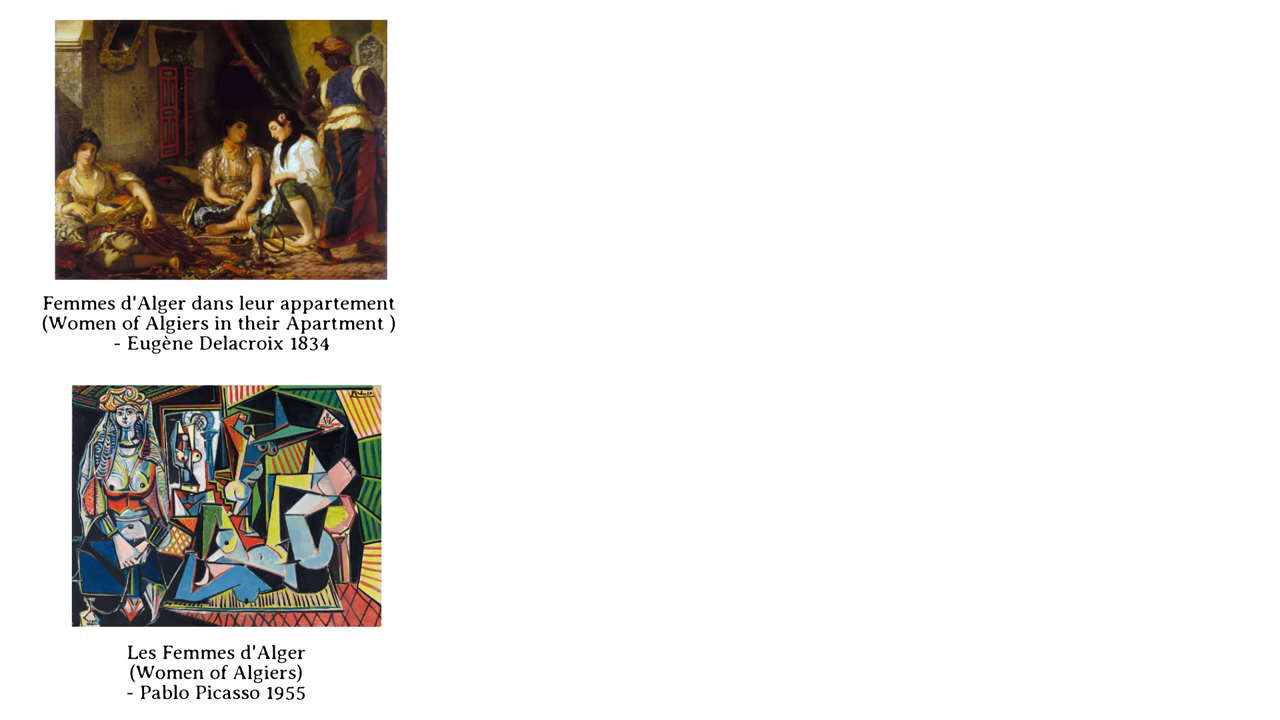 Femmes d'Alger dans leur appartement
(Women of Algiers in their Apartment )
- Eugène Delacroix 1834
Les Femmes d'Alger
(Women of Algiers)
- Pablo Picasso 1955